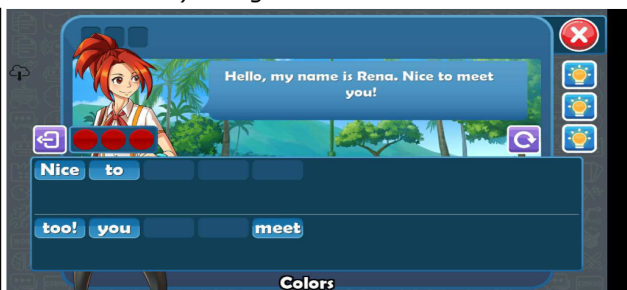 Hello, my name is Rena. Nice to meet
you!
Nice to
too! you meet
Colors